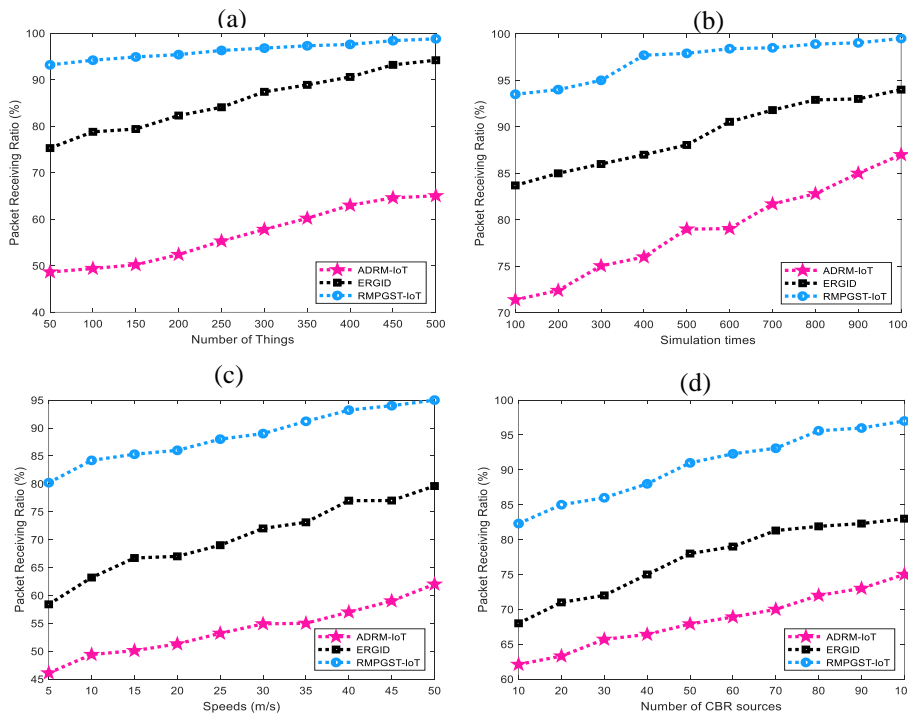 (a)
100
90
80
70
60
50
40
Packet Receiving Ratio (%)
ADRM-IoT
ERGID
RMPGST-IoT
50 100 150 200 250 300 350 400 450 500
Number of Things
(b)
100
95
90
85
80
75
70
Packet Receiving Ratio (%)
ADRM-IoT
ERGID
RMPGST-IoT
100 200 300 400 500 600 700 800 900 100
Simulation times
(c)
95
90
85
80
75
70
65
60
55
50
45
Packet Receiving Ratio (%)
ADRM-IoT
ERGID
RMPGST-IoT
5 10 15 20 25 30 35 40 45 50
Speeds (m/s)
(d)
100
95
90
85
80
75
70
65
60
Packet Receiving Ratio (%)
ADRM-IoT
ERGID
RMPGST-IoT
10 20 30 40 50 60 70 80 90 10
Number of CBR sources